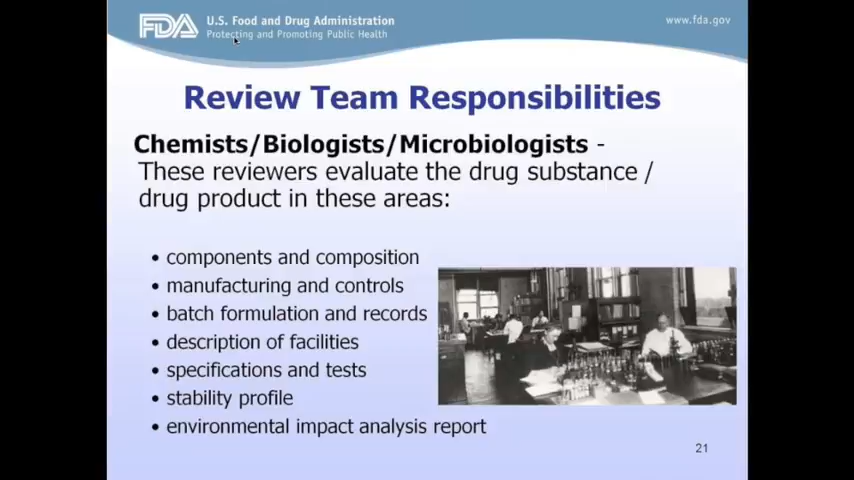 FDA
U.S. Food and Drug Administration
Protecting and Promoting Public Health
www.fda.gov
Review Team Responsibilities
Chemists/Biologists/Microbiologists -
These reviewers evaluate the drug substance /
drug product in these areas:
• components and composition
• manufacturing and controls
• batch formulation and records
• description of facilities
• specifications and tests
• stability profile
• environmental impact analysis report
21